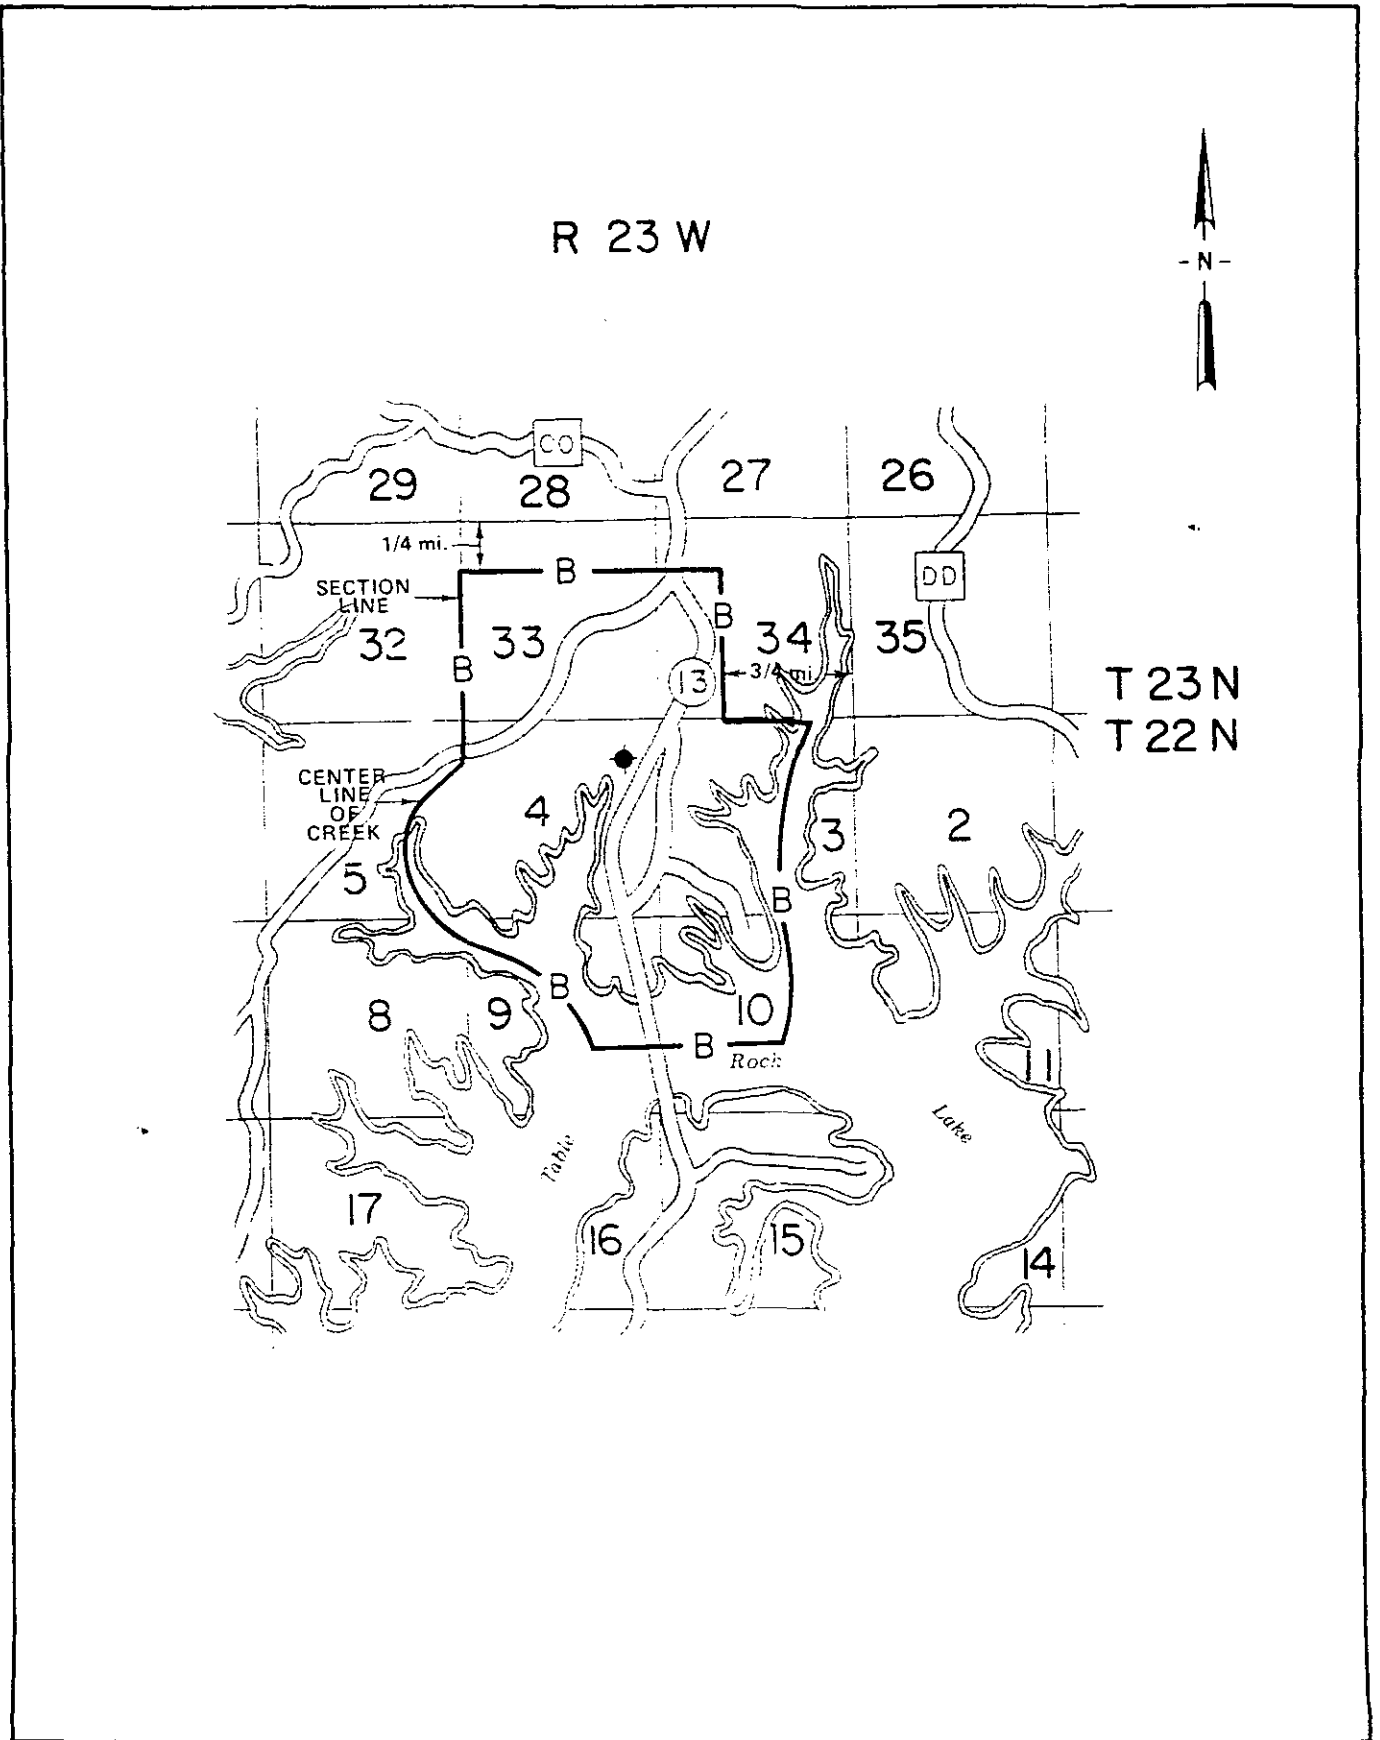 R 23 W
- N -
CO
29
28
27
26
1/4 mi.
B
DD
SECTION
LINE
32
33
B
34
35
B
3/4 mi
13
T 23 N
T 22 N
CENTER
LINE
OF
CREEK
4
3
2
5
B
B
8
9
10
B
Rock
11
Lake
Table
17
16
15
14